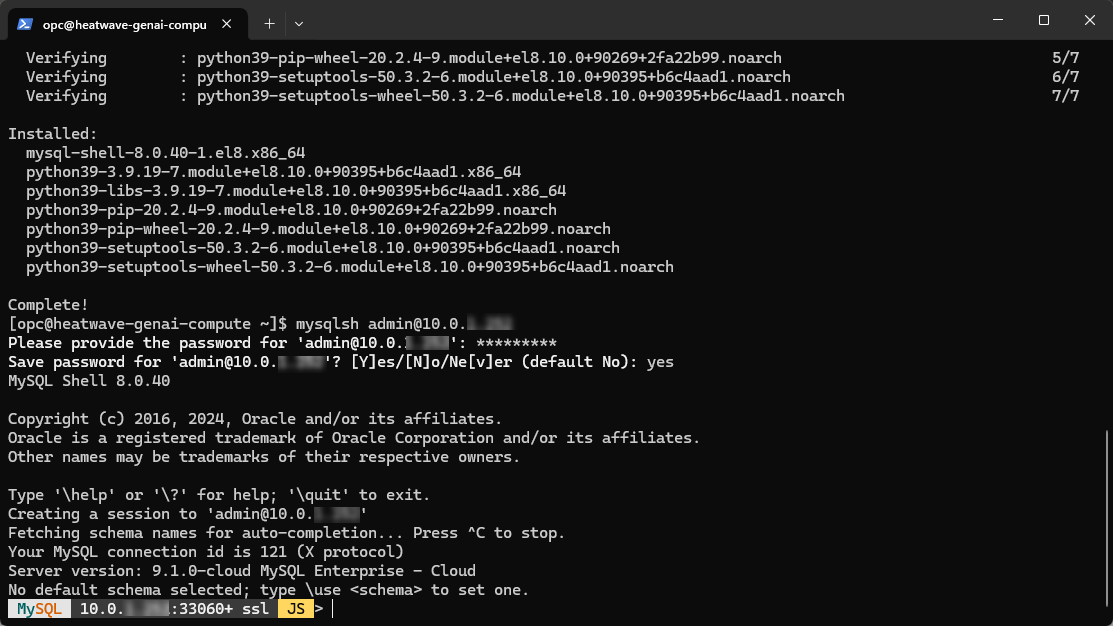 opc@heatwave-genai-compu
Verifying : python39-pip-wheel-20.2.4-9.module+el8.10.0+90269+2fa22b99.noarch 5/7
Verifying : python39-setuptools-50.3.2-6.module+el8.10.0+90395+b6c4aad1.noarch 6/7
Verifying : python39-setuptools-wheel-50.3.2-6.module+el8.10.0+90395+b6c4aad1.noarch 7/7
Installed:
mysql-shell-8.0.40-1.el8.x86_64
python39-3.9.19-7.module+el8.10.0+90395+b6c4aad1.x86_64
python39-libs-3.9.19-7.module+el8.10.0+90395+b6c4aad1.x86_64
python39-pip-20.2.4-9.module+el8.10.0+90269+2fa22b99.noarch
python39-pip-wheel-20.2.4-9.module+el8.10.0+90269+2fa22b99.noarch
python39-setuptools-50.3.2-6.module+el8.10.0+90395+b6c4aad1.noarch
python39-setuptools-wheel-50.3.2-6.module+el8.10.0+90395+b6c4aad1.noarch
Complete!
[opc@heatwave-genai-compute ~]$ mysqlsh admin@10.0.
Please provide the password for 'admin@10.0.': *********
Save password for 'admin@10.0.'? [Y]es/[N]o/Ne[v]er (default No): yes
MySQL Shell 8.0.40
Copyright (c) 2016, 2024, Oracle and/or its affiliates.
Oracle is a registered trademark of Oracle Corporation and/or its affiliates.
Other names may be trademarks of their respective owners.
Type '\help' or '\?' for help; '\quit' to exit.
Creating a session to 'admin@10.0.'
Fetching schema names for auto-completion... Press ^C to stop.
Your MySQL connection id is 121 (X protocol)
Server version: 9.1.0-cloud MySQL Enterprise - Cloud
No default schema selected; type \use <schema> to set one.
MySQL 10.0.:33060+ ssl JS >